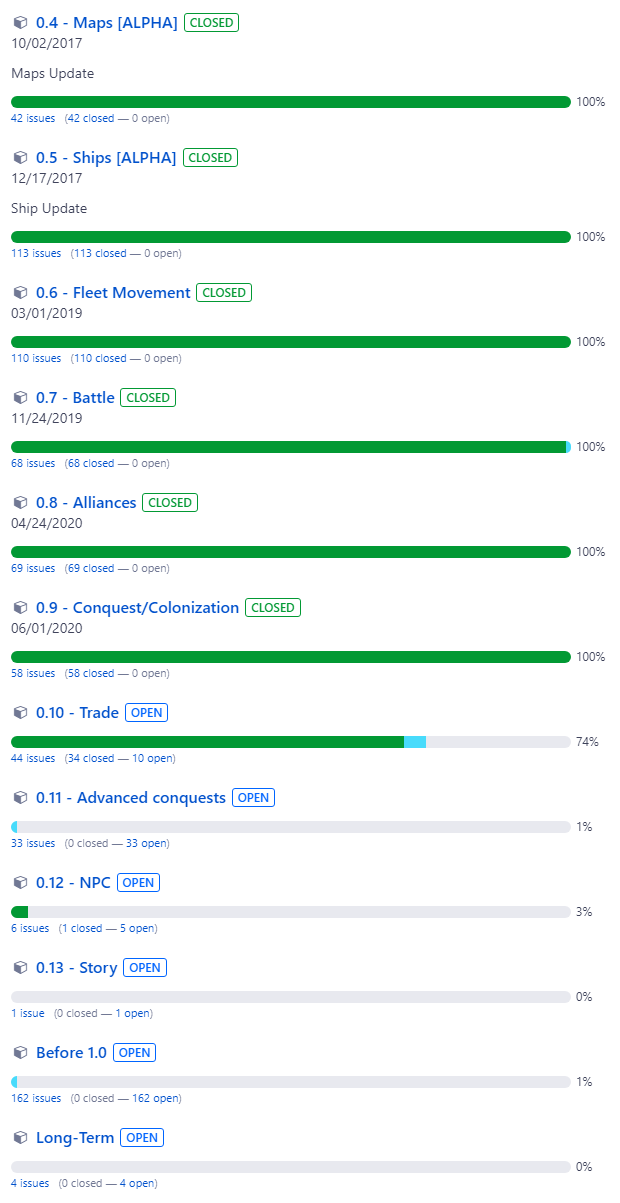 0.4 - Maps [ALPHA] CLOSED
10/02/2017
Maps Update
100%
42 issues (42 closed — 0 open)
0.5 - Ships [ALPHA] CLOSED
12/17/2017
Ship Update
100%
113 issues (113 closed — 0 open)
0.6 - Fleet Movement CLOSED
03/01/2019
100%
110 issues (110 closed — 0 open)
0.7 - Battle CLOSED
11/24/2019
100%
68 issues (68 closed — 0 open)
0.8 - Alliances CLOSED
04/24/2020
100%
69 issues (69 closed — 0 open)
0.9 - Conquest/Colonization CLOSED
06/01/2020
100%
58 issues (58 closed — 0 open)
0.10 - Trade OPEN
74%
44 issues (34 closed — 10 open)
0.11 - Advanced conquests OPEN
1%
33 issues (0 closed — 33 open)
0.12 - NPC OPEN
3%
6 issues (1 closed — 5 open)
0.13 - Story OPEN
0%
1 issue (0 closed — 1 open)
Before 1.0 OPEN
1%
162 issues (0 closed — 162 open)
Long-Term OPEN
0%
4 issues (0 closed — 4 open)